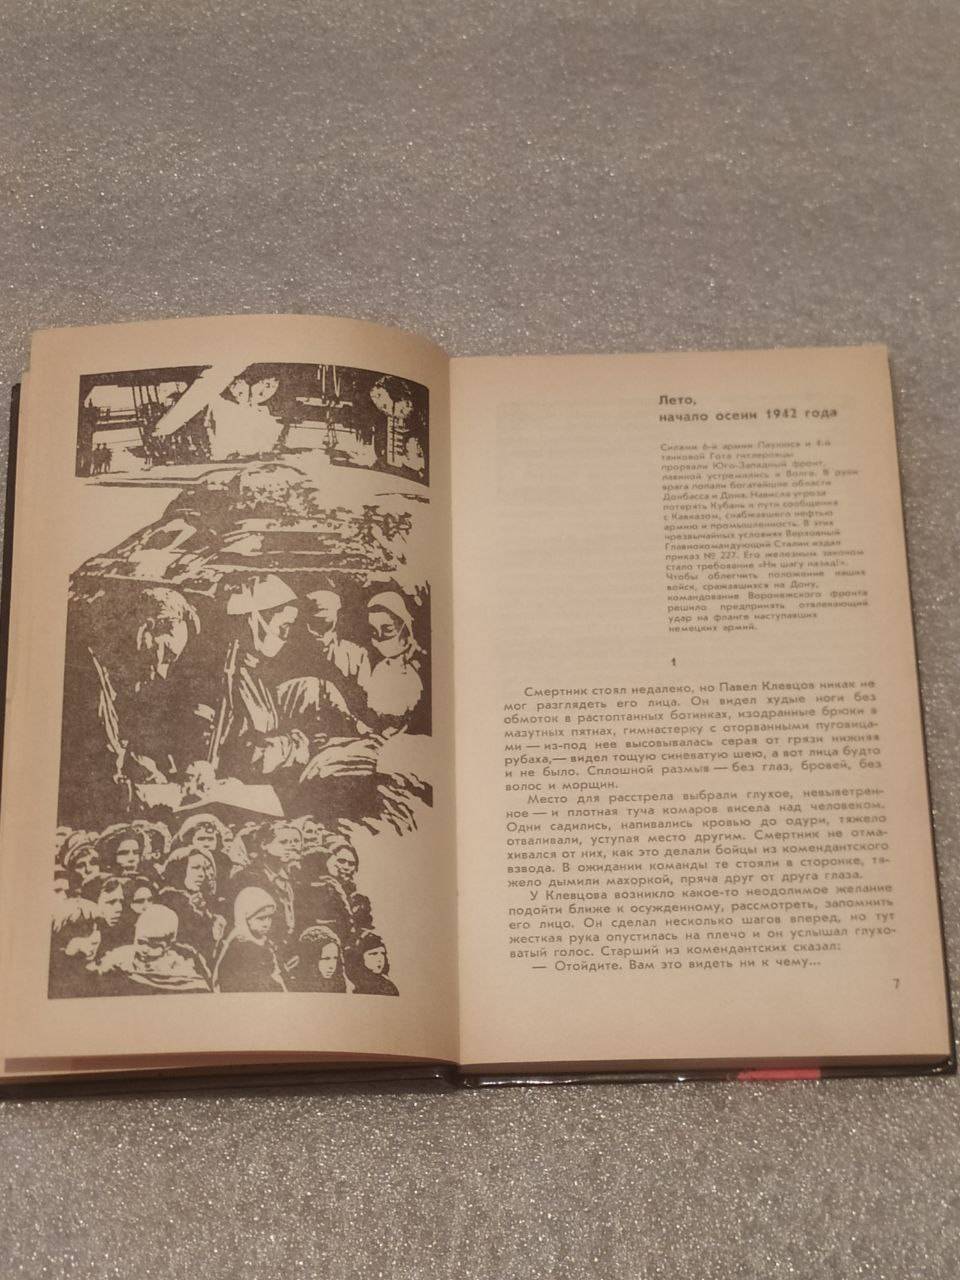 Лето,
начало осени 1942 года
Силами 6-й армии Паулюса и 4-й
танковой Гота гитлеровцы
прорвали Юго-Западный фронт,
лавиной устремились к Волге. В руки
врага попали богатейшие области
Донбасса и Дона. Нависла угроза
потерять Кубань и пути сообщения
с Кавказом, снабжавшего нефтью
армию и промышленность. В этих
чрезвычайных условиях Верховный
Главнокомандующий Сталин издал
приказ № 227. Его железным законом
стало требование «Ни шагу назад!».
Чтобы облегчить положение наших
войск, сражавшихся на Дону,
командование Воронежского фронта
решило предпринять отвлекающий
удар на фланге наступавших
немецких армий.
1
Смертник стоял недалеко, но Павел Клевцов никак не
мог разглядеть его лица. Он видел худые ноги без
обмоток в растоптанных ботинках, изодранные брюки в
мазутных пятнах, гимнастерку с оторванными пуговица-
ми — из-под нее высовывалась серая от грязи нижняя
рубаха,— видел тощую синеватую шею, а вот лица будто
и не было. Сплошной размыв — без глаз, бровей, без
волос и морщин.
Место для расстрела выбрали глухое, невыветрен-
ное — и плотная туча комаров висела над человеком.
Одни садились, напивались кровью до одури, тяжело
отваливали, уступая место другим. Смертник не отма-
хивался от них, как это делали бойцы из комендантского
взвода. В ожидании команды те стояли в сторонке, тя-
жело дымили махоркой, пряча друг от друга глаза.
У Клевцова возникло какое-то неодолимое желание
подойти ближе к осужденному, рассмотреть, запомнить
его лицо. Он сделал несколько шагов вперед, но тут
жесткая рука опустилась на плечо и он услышал глухо-
ватый голос. Старший из комендантских сказал:
— Отойдите. Вам это видеть ни к чему...
7